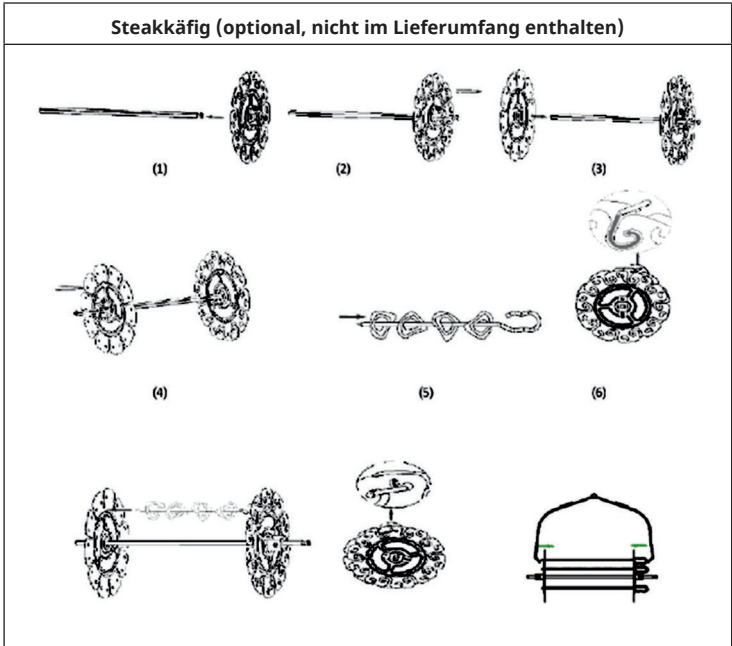 Steakkäfig (optional, nicht im Lieferumfang enthalten)
(1) (2) (3)
(4) (5) (6)